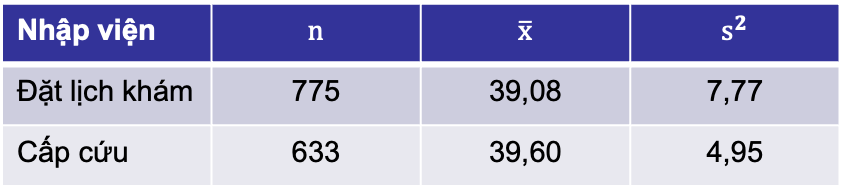 Nhập viện n x̄ s²
Đặt lịch khám 775 39,08 7,77
Cấp cứu 633 39,60 4,95